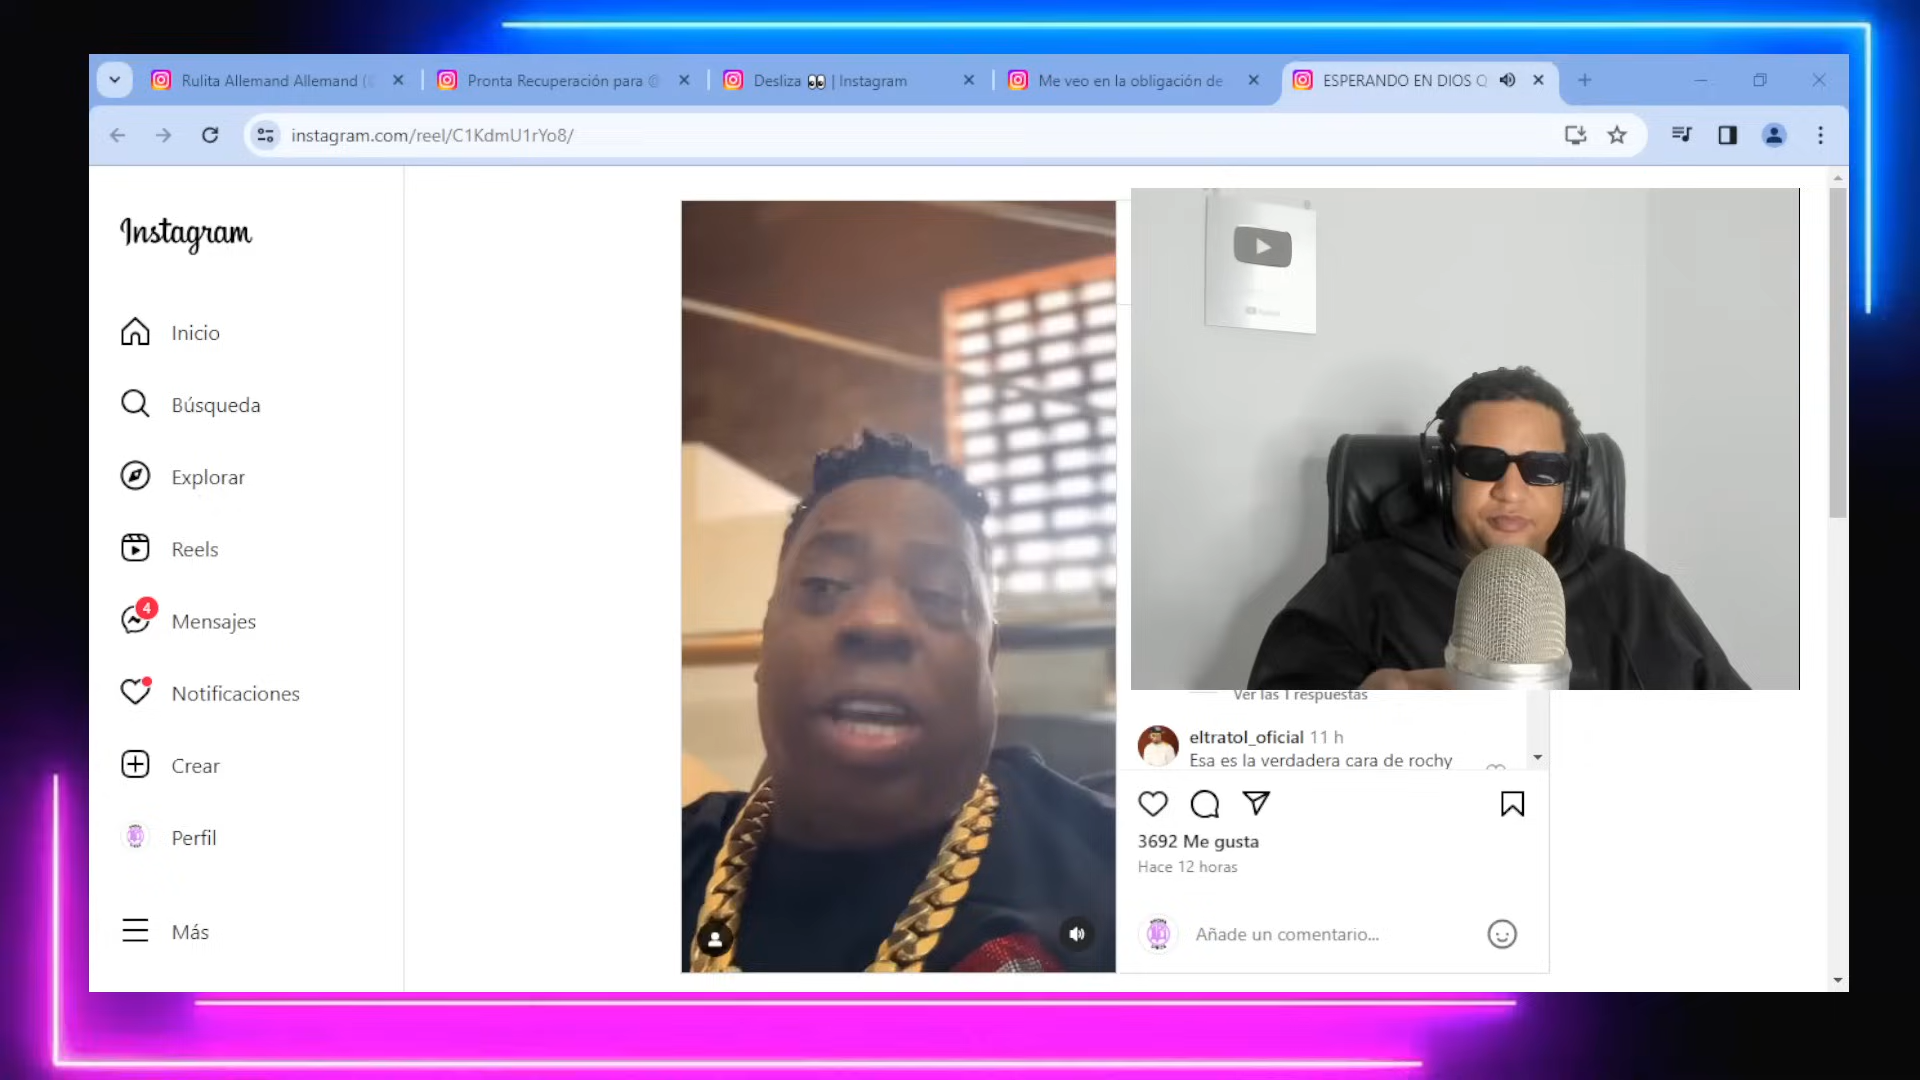 Rulita Allemand Allemand (
Pronta Recuperación para @
Desliza 👀 | Instagram
Me veo en la obligación de
ESPERANDO EN DIOS Q
instagram.com/reel/C1KdmU1rYo8/
Instagram
Inicio
Búsqueda
Explorar
Reels
4
Mensajes
Notificaciones
Crear
Perfil
Más
Ver las 1 respuestas
eltratol_oficial 11 h
Esa es la verdadera cara de rochy
3692 Me gusta
Hace 12 horas
Añade un comentario...